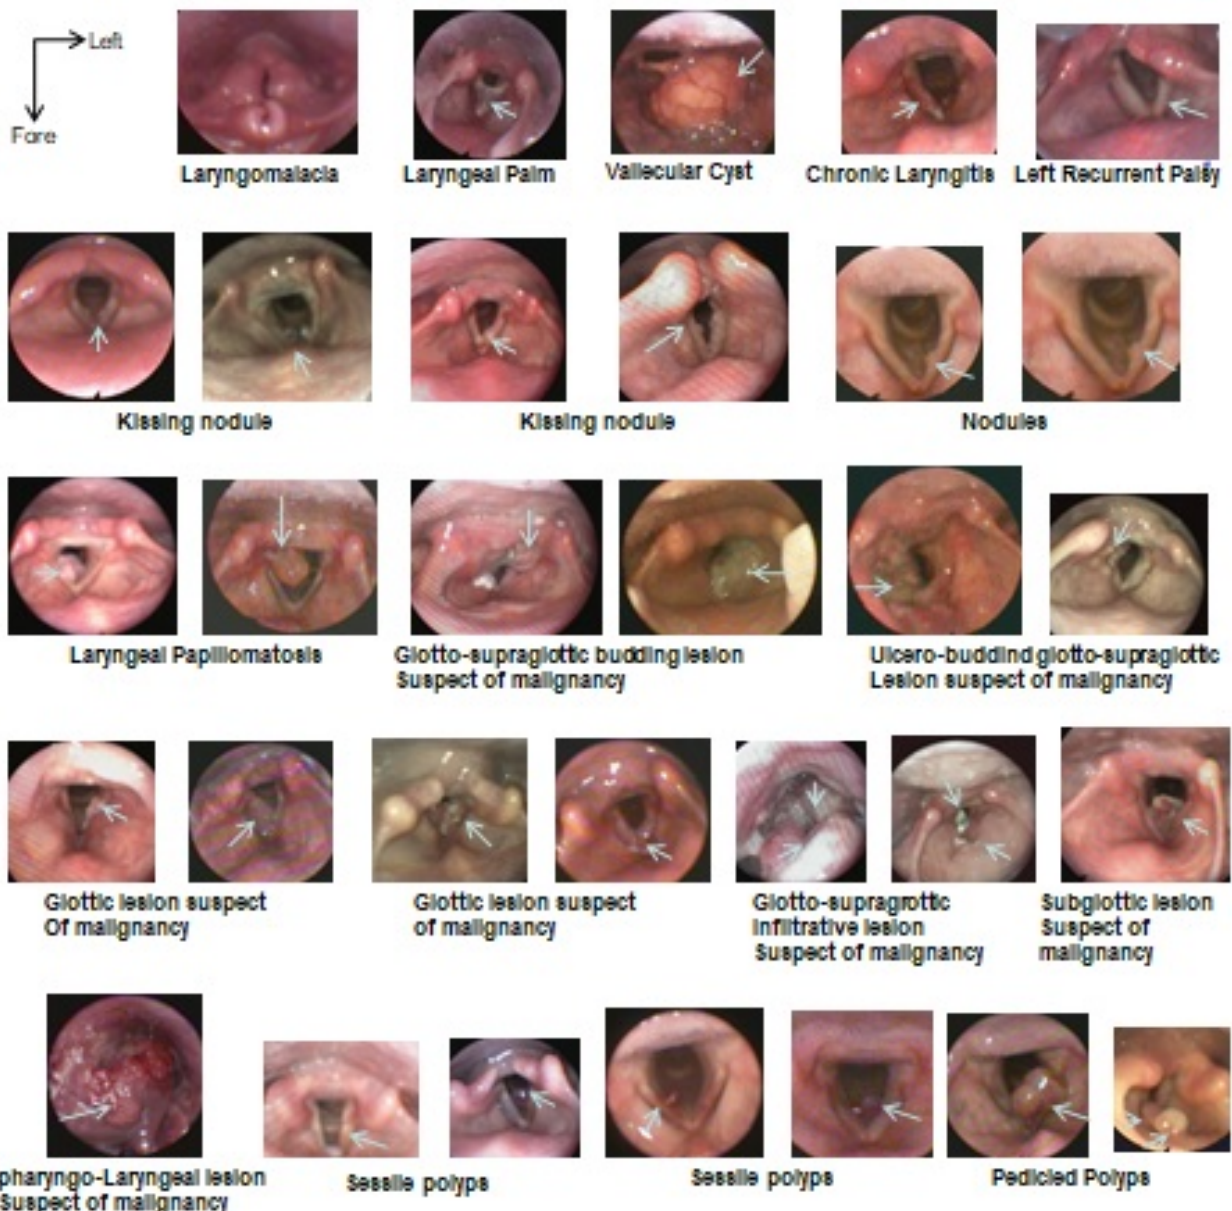 Left
Fore
Laryngomalacia
Laryngeal Palm
Vallecular Cyst
Chronic Laryngitis
Left Recurrent Palsy
Kissing nodule
Kissing nodule
Nodules
Laryngeal Papillomatosis
Glotto-supraglottic budding lesion
Suspect of malignancy
Ulcero-buddind glotto-supraglottic
Lesion suspect of malignancy
Glottic lesion suspect
Of malignancy
Glottic lesion suspect
of malignancy
Glotto-supragrottic
Infiltrative lesion
Suspect of malignancy
Subglottic lesion
Suspect of
malignancy
pharyngo-Laryngeal lesion
Suspect of malignancy
Sessile polyps
Sessile polyps
Pedicled Polyps